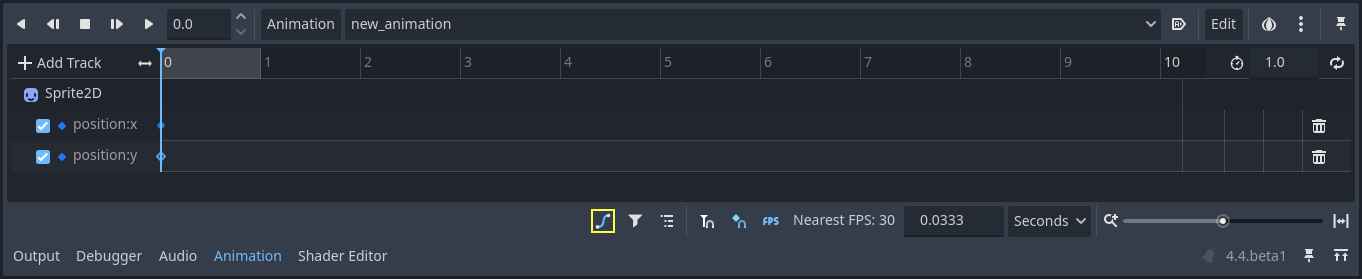 0.0 Animation new_animation Edit
Add Track 0 1 2 3 4 5 6 7 8 9 10 1.0
Sprite2D
position:x
position:y
FPS Nearest FPS: 30 0.0333 Seconds
Output Debugger Audio Animation Shader Editor 4.4.beta1